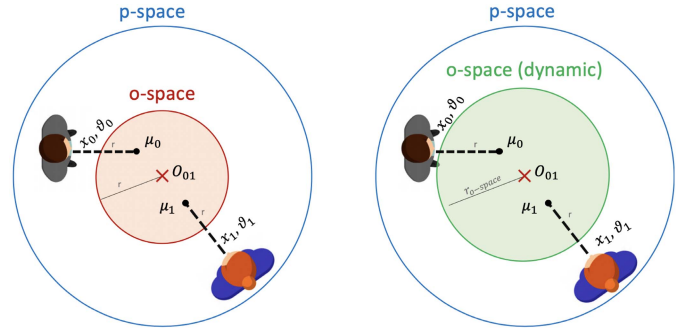 p-space
o-space
x₀, ϑ₀
r
μ₀
O₀₁
r
μ₁
r
x₁, ϑ₁
p-space
o-space (dynamic)
x₀, ϑ₀
r
μ₀
O₀₁
r_{o-space}
μ₁
r
x₁, ϑ₁